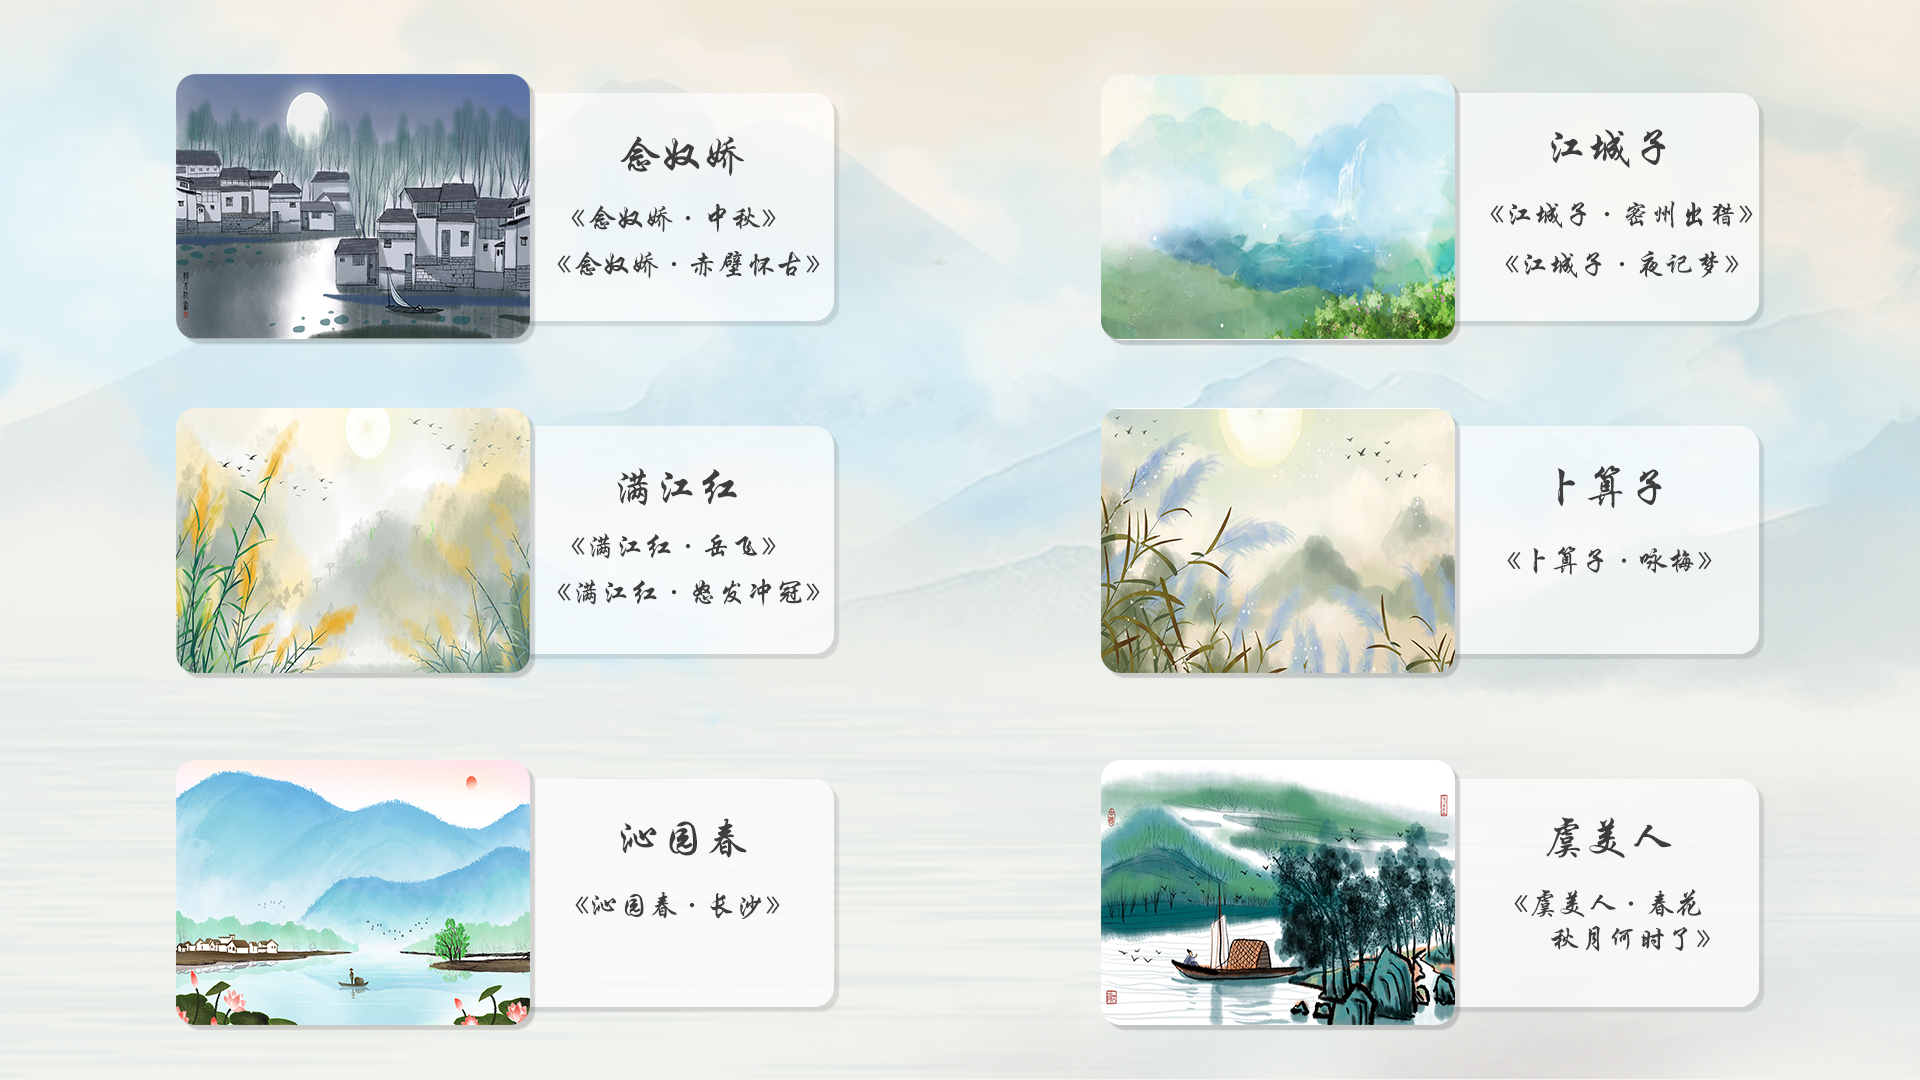 念奴娇
《念奴娇·中秋》
《念奴娇·赤壁怀古》
江城子
《江城子·密州出猎》
《江城子·夜记梦》
满江红
《满江红·岳飞》
《满江红·怒发冲冠》
卜算子
《卜算子·咏梅》
沁园春
《沁园春·长沙》
虞美人
《虞美人·春花
秋月何时了》